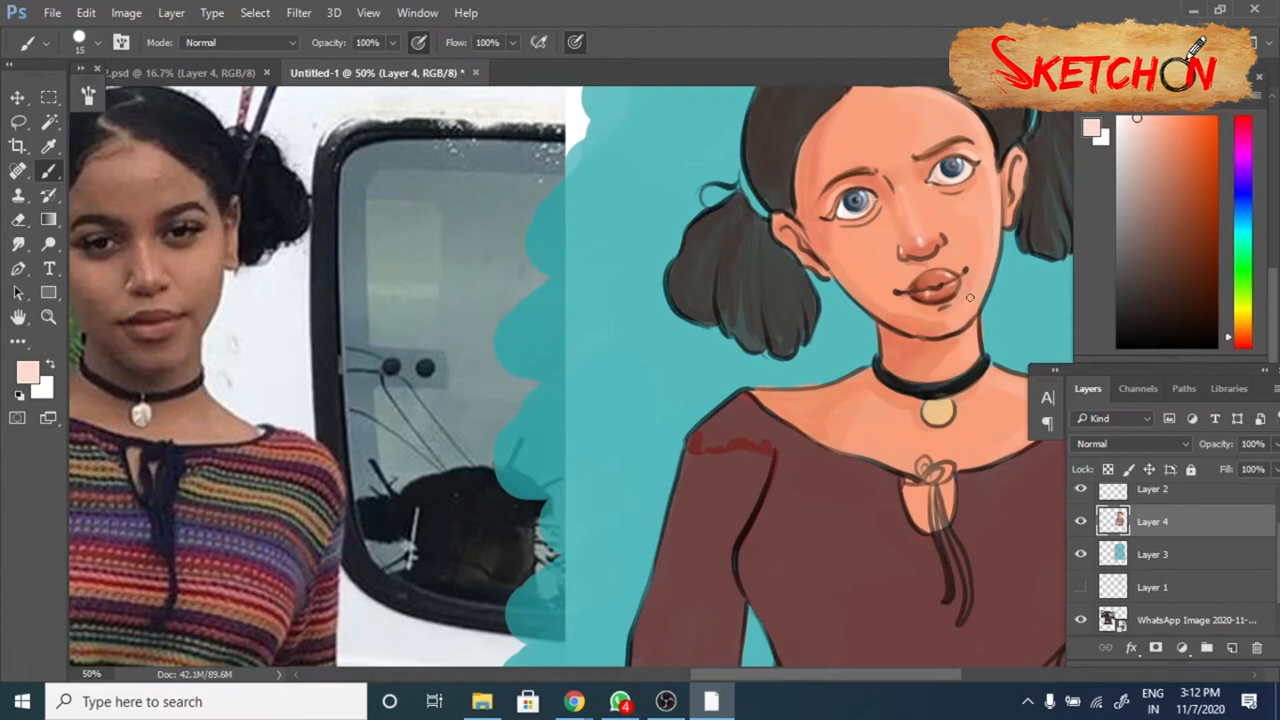 Ps File Edit Image Layer Type Select Filter 3D View Window Help
SKETCHON
15 Mode: Normal Opacity: 100% Flow: 100%
2.psd @ 16.7% (Layer 4, RGB/8) × Untitled-1 @ 50% (Layer 4, RGB/8) * ×
Layers Channels Paths Libraries
Kind
Normal Opacity: 100%
Lock: Fill: 100%
Layer 2
Layer 4
Layer 3
Layer 1
WhatsApp Image 2020-11-...
50% Doc: 42.1M/89.6M
Type here to search
4
ENG
IN
3:12 PM
11/7/2020